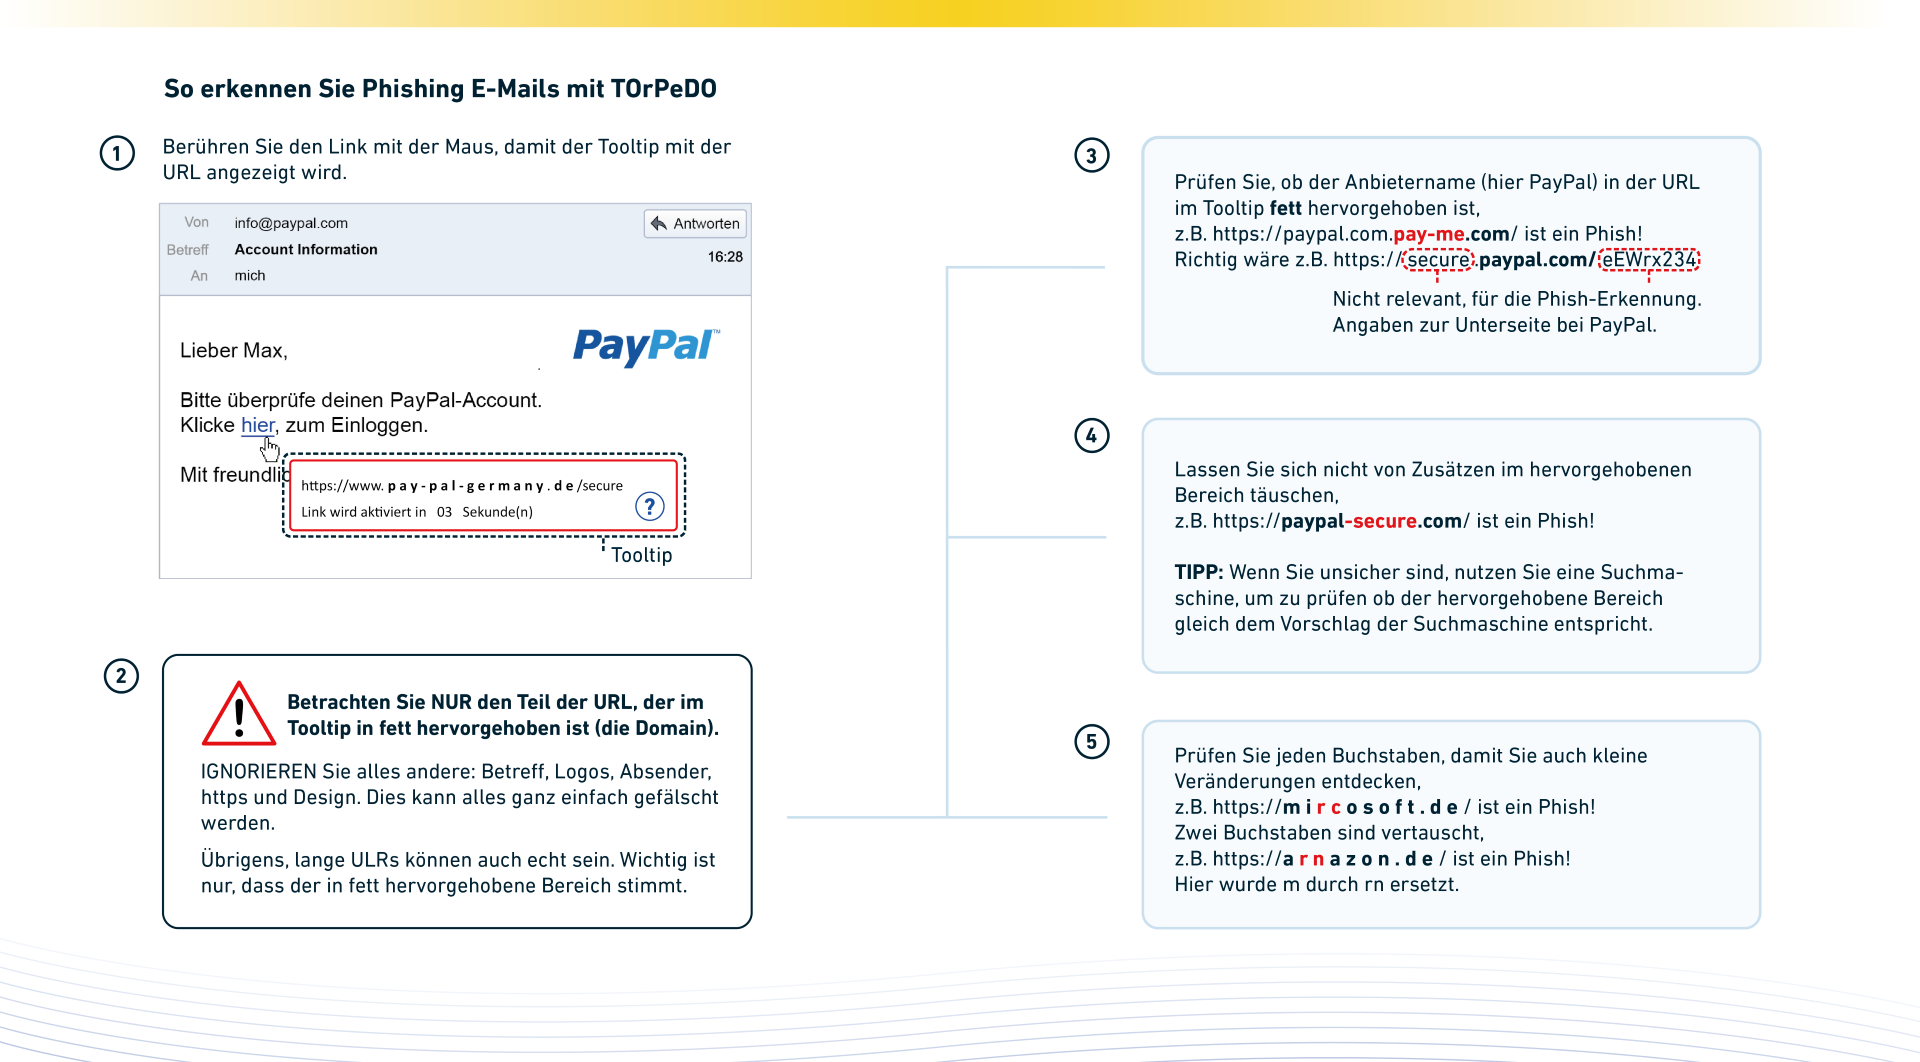 So erkennen Sie Phishing E-Mails mit TOrPeDO
1
Berühren Sie den Link mit der Maus, damit der Tooltip mit der
URL angezeigt wird.
Von info@paypal.com
Antworten
Betreff Account Information
16:28
An mich
PayPal™
Lieber Max,
Bitte überprüfe deinen PayPal-Account.
Klicke hier, zum Einloggen.
Mit freundlic
https://www.pay-pal-germany.de/secure
Link wird aktiviert in 03 Sekunde(n)
?
Tooltip
2
Betrachten Sie NUR den Teil der URL, der im
Tooltip in fett hervorgehoben ist (die Domain).
IGNORIEREN Sie alles andere: Betreff, Logos, Absender,
https und Design. Dies kann alles ganz einfach gefälscht
werden.
Übrigens, lange ULRs können auch echt sein. Wichtig ist
nur, dass der in fett hervorgehobene Bereich stimmt.
3
Prüfen Sie, ob der Anbietername (hier PayPal) in der URL
im Tooltip fett hervorgehoben ist,
z.B. https://paypal.com.pay-me.com/ ist ein Phish!
Richtig wäre z.B. https://secure.paypal.com/eEWrx234
Nicht relevant, für die Phish-Erkennung.
Angaben zur Unterseite bei PayPal.
4
Lassen Sie sich nicht von Zusätzen im hervorgehobenen
Bereich täuschen,
z.B. https://paypal-secure.com/ ist ein Phish!
TIPP: Wenn Sie unsicher sind, nutzen Sie eine Suchma-
schine, um zu prüfen ob der hervorgehobene Bereich
gleich dem Vorschlag der Suchmaschine entspricht.
5
Prüfen Sie jeden Buchstaben, damit Sie auch kleine
Veränderungen entdecken,
z.B. https://mircosoft.de / ist ein Phish!
Zwei Buchstaben sind vertauscht,
z.B. https://arnazon.de / ist ein Phish!
Hier wurde m durch rn ersetzt.